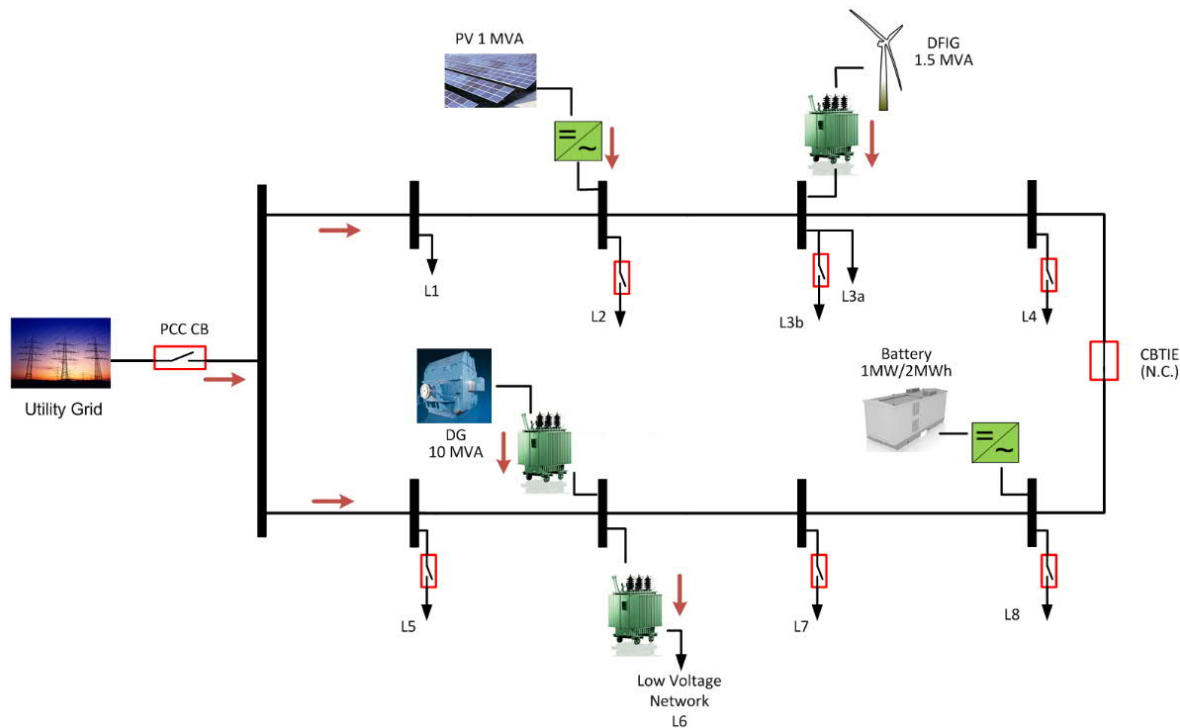 PV 1 MVA
DFIG
1.5 MVA
L1
L2
L3b
L3a
L4
PCC CB
Utility Grid
DG
10 MVA
Battery
1MW/2MWh
CBTIE
(N.C.)
L5
L7
L8
Low Voltage
Network
L6